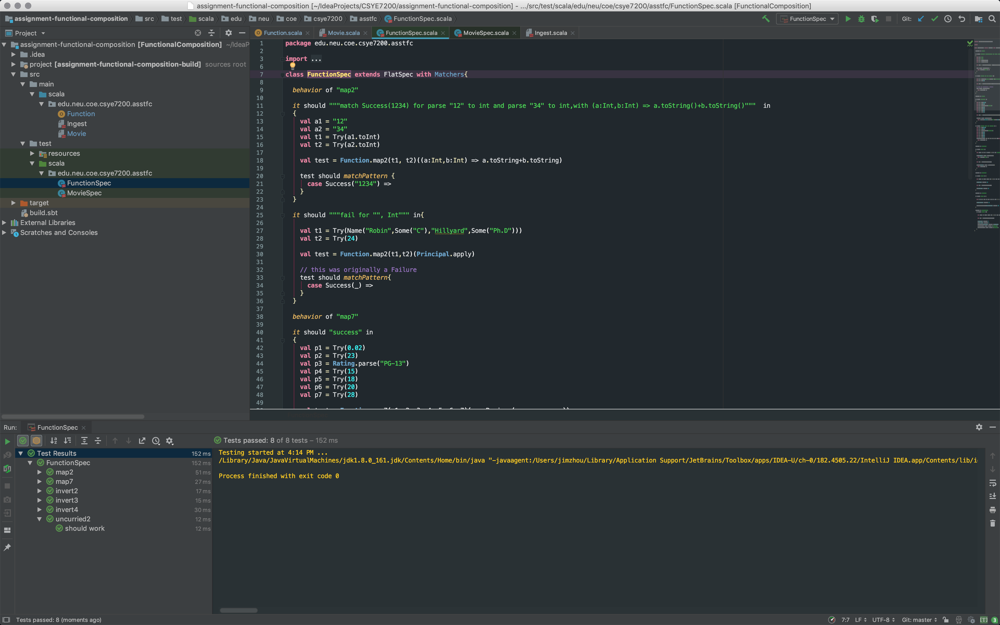 assignment-functional-composition [~/IdeaProjects/CSYE7200/assignment-functional-composition] - .../src/test/scala/edu/neu/coe/csye7200/asstfc/FunctionSpec.scala [FunctionalComposition]
assignment-functional-composition src test scala edu neu coe csye7200 asstfc FunctionSpec.scala FunctionSpec Git:
Project
Function.scala Movie.scala FunctionSpec.scala MovieSpec.scala Ingest.scala
assignment-functional-composition [FunctionalComposition] ~/IdeaP
.idea
project [assignment-functional-composition-build] sources root
src
main
scala
edu.neu.coe.csye7200.asstfc
Function
Ingest
Movie
test
resources
scala
edu.neu.coe.csye7200.asstfc
FunctionSpec
MovieSpec
target
build.sbt
External Libraries
Scratches and Consoles
1 package edu.neu.coe.csye7200.asstfc
2
3 import ...
6
7 class FunctionSpec extends FlatSpec with Matchers{
8
9 behavior of "map2"
10
11 it should """match Success(1234) for parse "12" to int and parse "34" to int,with (a:Int,b:Int) => a.toString()+b.toString()""" in
12 {
13 val a1 = "12"
14 val a2 = "34"
15 val t1 = Try(a1.toInt)
16 val t2 = Try(a2.toInt)
17
18 val test = Function.map2(t1, t2)((a:Int,b:Int) => a.toString+b.toString)
19
20 test should matchPattern {
21 case Success("1234") =>
22 }
23 }
24
25 it should """fail for "", Int""" in{
26
27 val t1 = Try(Name("Robin",Some("C"),"Hillyard",Some("Ph.D")))
28 val t2 = Try(24)
29
30 val test = Function.map2(t1,t2)(Principal.apply)
31
32 // this was originally a Failure
33 test should matchPattern{
34 case Success(_) =>
35 }
36 }
37
38 behavior of "map7"
39
40 it should "success" in
41 {
42 val p1 = Try(0.02)
43 val p2 = Try(23)
44 val p3 = Rating.parse("PG-13")
45 val p4 = Try(15)
46 val p5 = Try(18)
47 val p6 = Try(20)
48 val p7 = Try(28)
49
Run: FunctionSpec
Tests passed: 8 of 8 tests – 152 ms
Test Results 152 ms
FunctionSpec 152 ms
map2 51 ms
map7 27 ms
invert2 17 ms
invert3 15 ms
invert4 30 ms
uncurried2 12 ms
should work 12 ms
Testing started at 4:14 PM ...
/Library/Java/JavaVirtualMachines/jdk1.8.0_161.jdk/Contents/Home/bin/java "-javaagent:/Users/jimzhou/Library/Application Support/JetBrains/Toolbox/apps/IDEA-U/ch-0/182.4505.22/IntelliJ IDEA.app/Contents/lib/i
Process finished with exit code 0
Tests passed: 8 (moments ago) 7:7 LF UTF-8 Git: master [T] 3